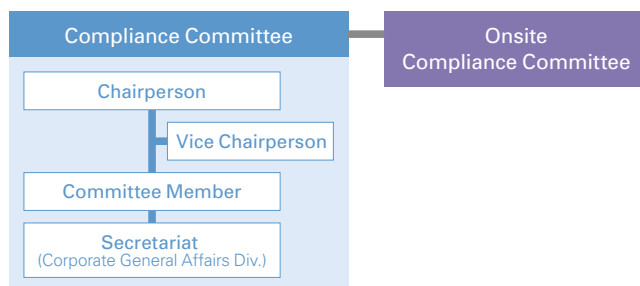 Compliance Committee
Onsite
Compliance Committee
Chairperson
Vice Chairperson
Committee Member
Secretariat
(Corporate General Affairs Div.)